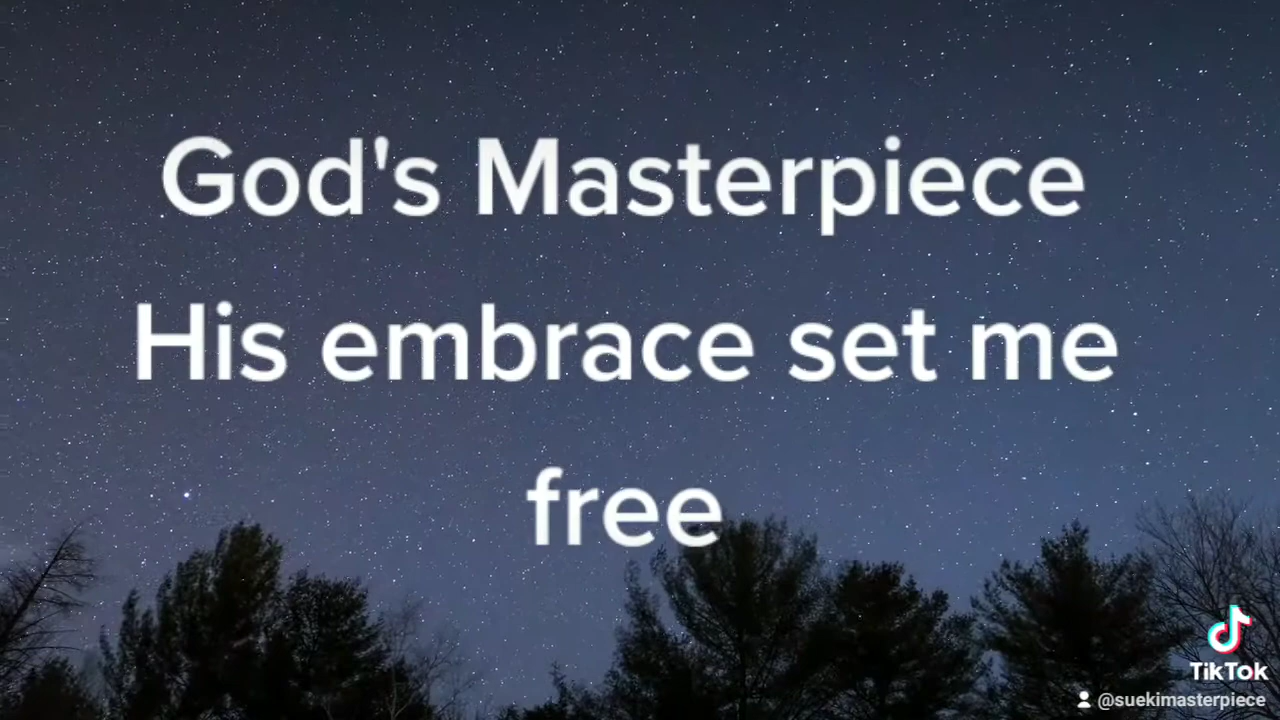 God's Masterpiece
His embrace set me
free
TikTok
@suekimasterpiece